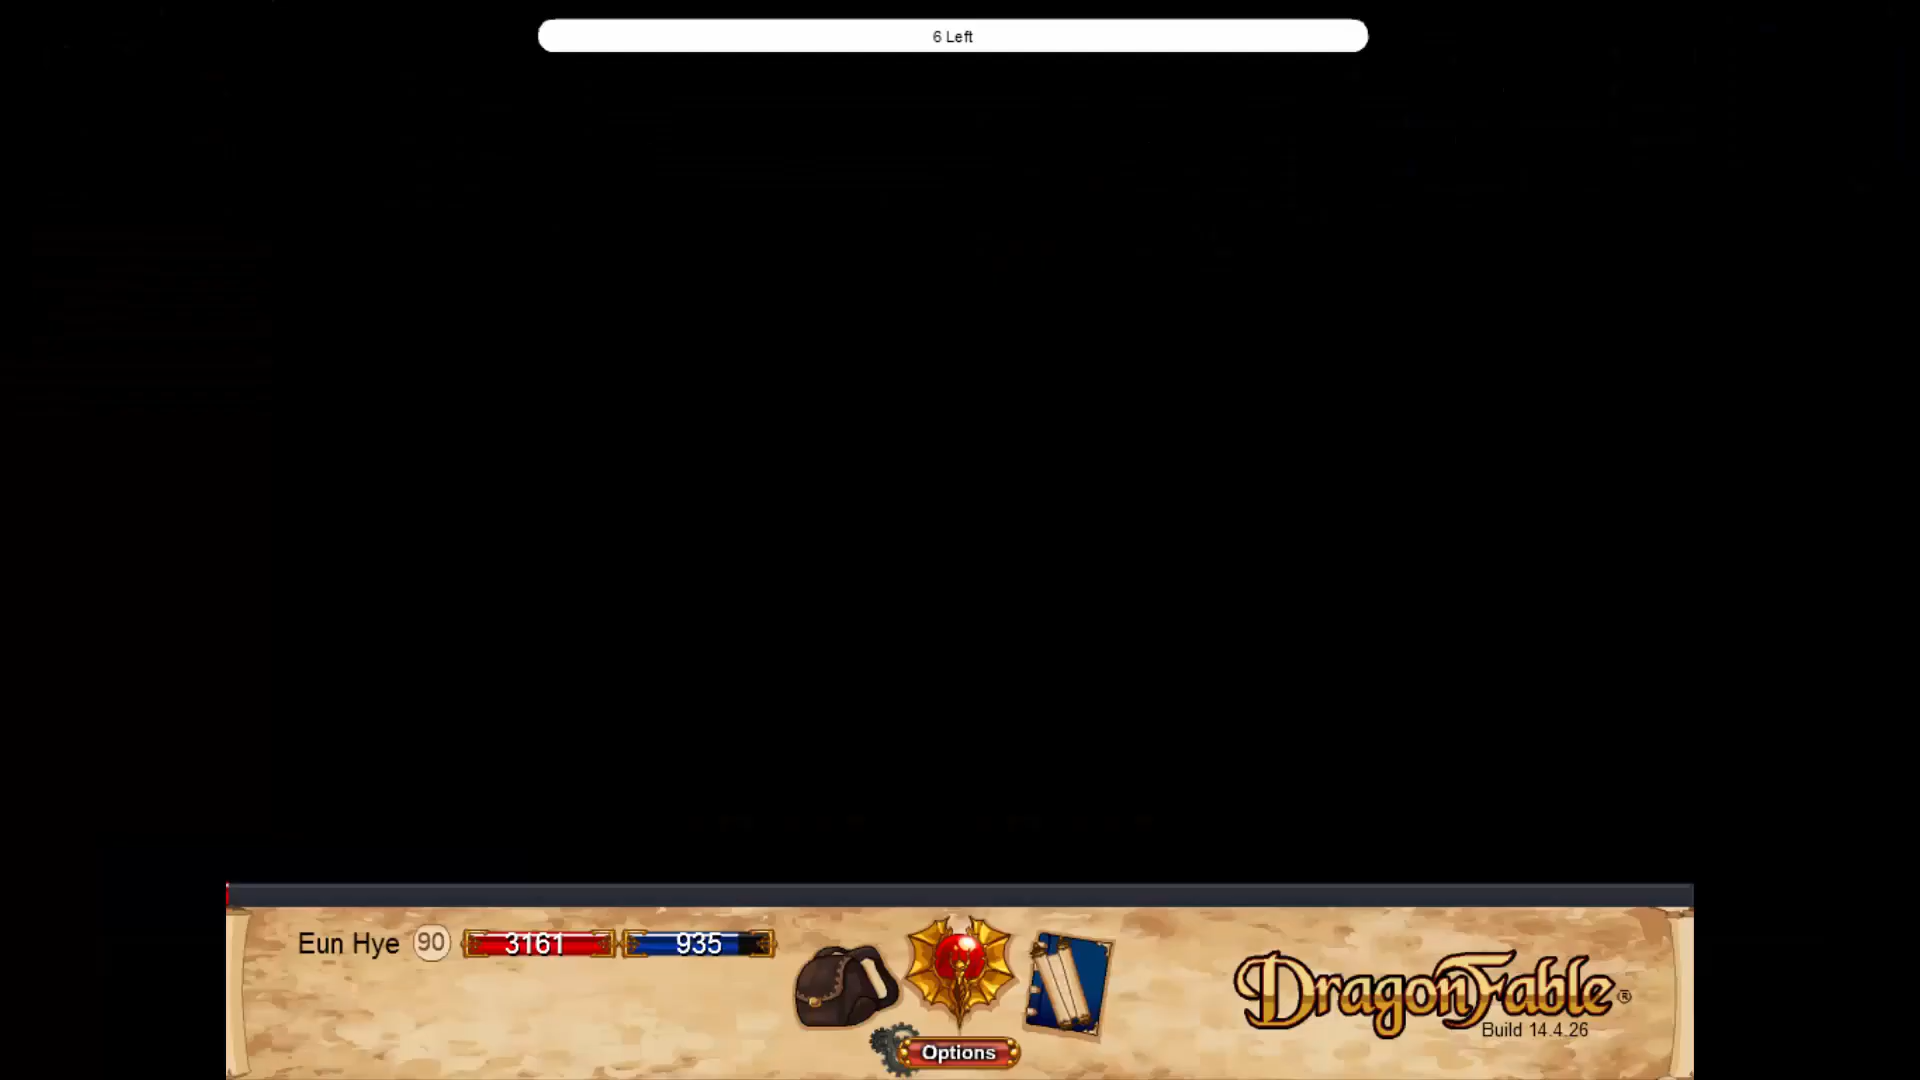 6 Left
Eun Hye 90 3161 935
DragonFable®
Build 14.4.26
Options